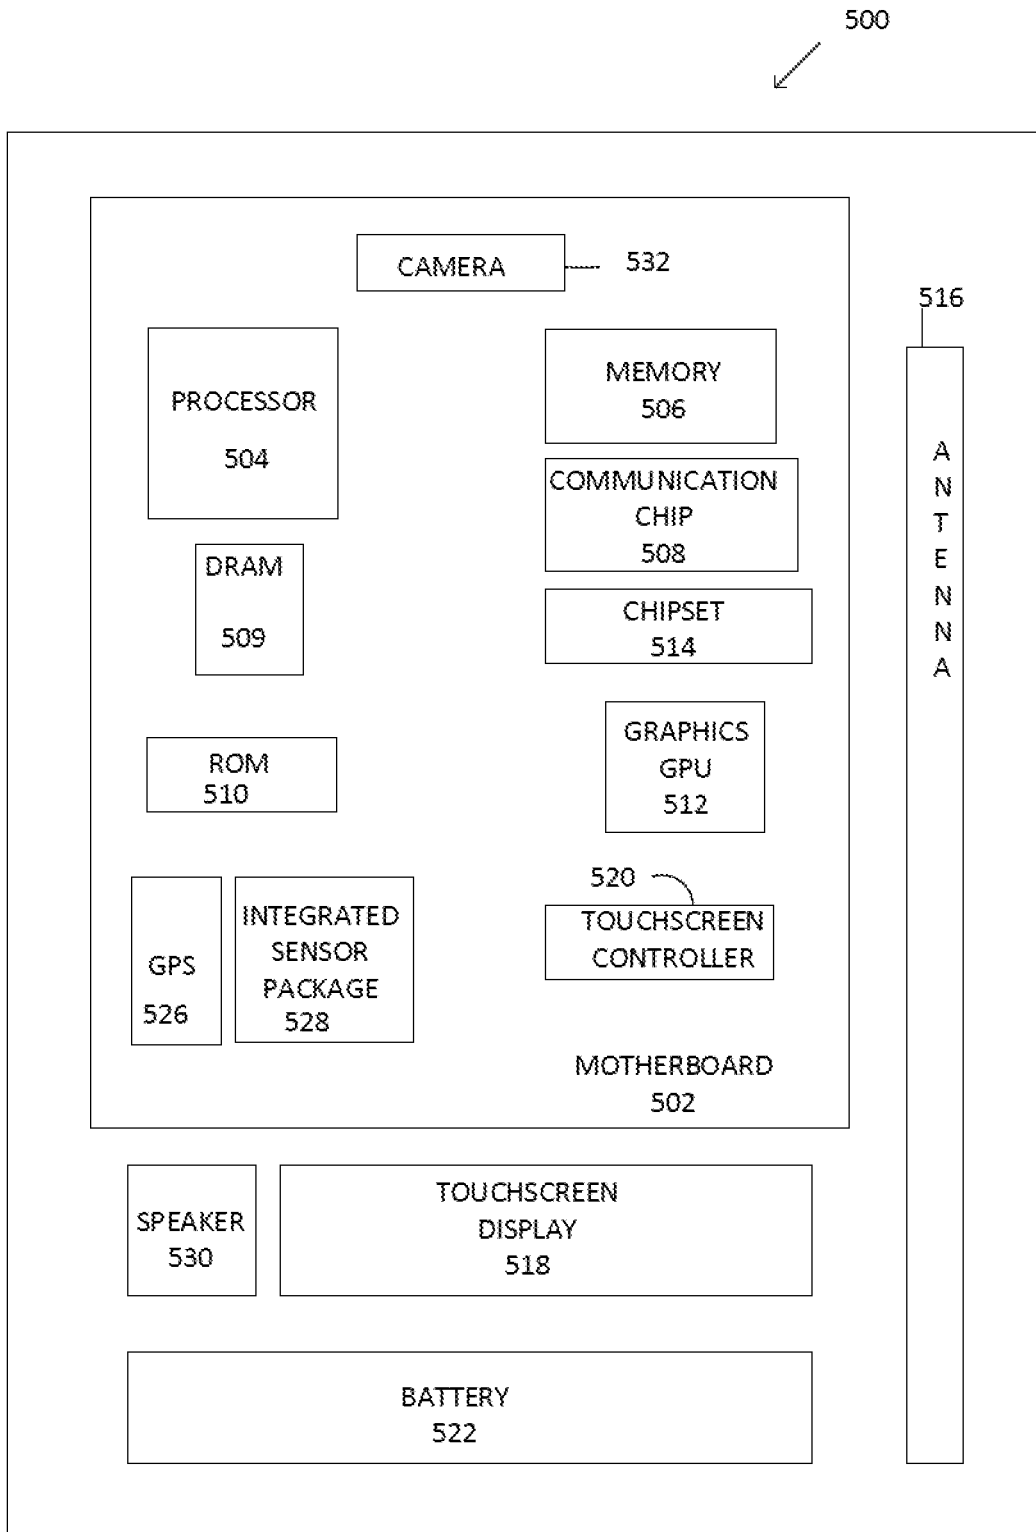 500
CAMERA
532
516
PROCESSOR
504
MEMORY
506
COMMUNICATION
CHIP
508
DRAM
509
CHIPSET
514
ANTENNA
GRAPHICS
GPU
512
ROM
510
520
TOUCHSCREEN
CONTROLLER
GPS
526
INTEGRATED
SENSOR
PACKAGE
528
MOTHERBOARD
502
SPEAKER
530
TOUCHSCREEN
DISPLAY
518
BATTERY
522